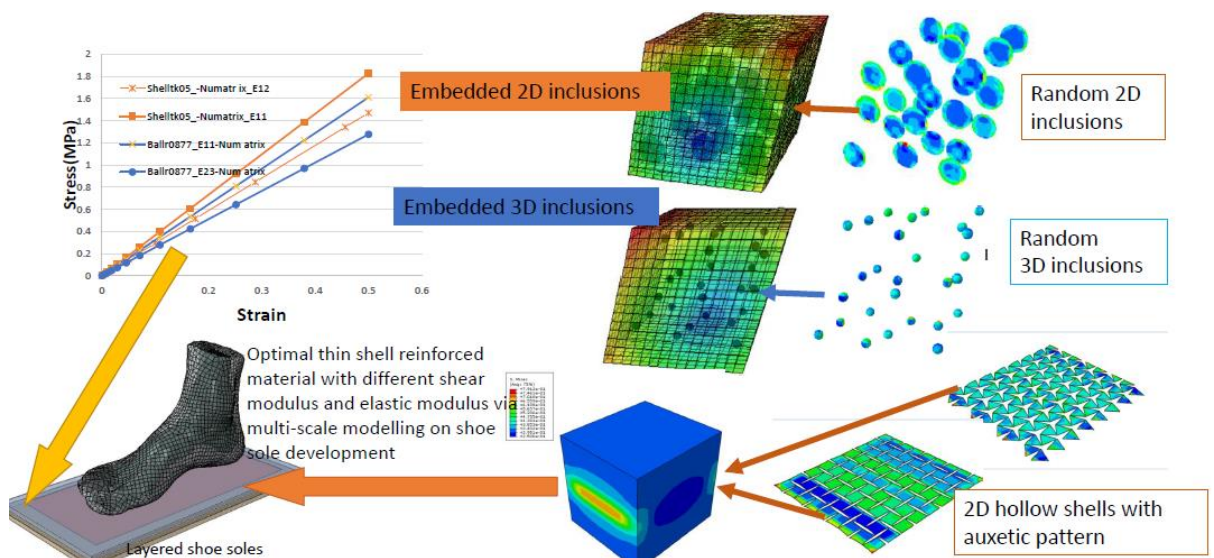 2
1.8
1.6
1.4
1.2
1
0.8
0.6
0.4
0.2
0
Stress(MPa)
Shelltk05_-Numatr ix_E12
Shelltk05_-Numatrix_E11
Ballr0877_E11-Num atrix
Ballr0877_E23-Num atrix
0
0.2
0.3
0.4
0.5
0.6
Strain
Embedded 2D inclusions
Random 2D
inclusions
Embedded 3D inclusions
Random
3D inclusions
I
Optimal thin shell reinforced
material with different shear
modulus and elastic modulus via
multi-scale modelling on shoe
sole development
Layered shoe soles
2D hollow shells with
auxetic pattern